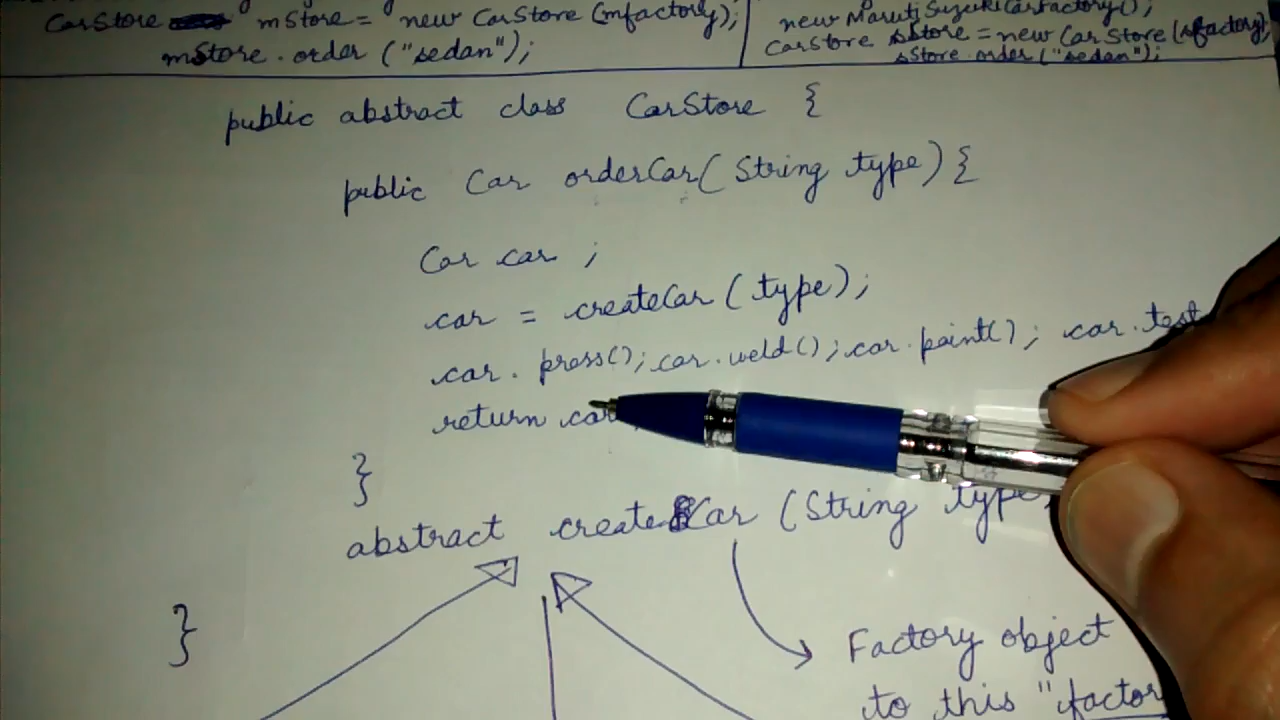 CarStore mStore = new CarStore (mfactory);
mStore.order ("sedan");
new MarutiSuzukiCarFactory();
CarStore sStore = new CarStore (sfactory);
sStore.order ("sedan");
public abstract class CarStore {
public Car orderCar( String type) {
Car car ;
car = createCar ( type);
car. press(); car.weld(); car.paint(); car.test
return car
}
abstract createCar (String type
}
Factory object
to this "factor